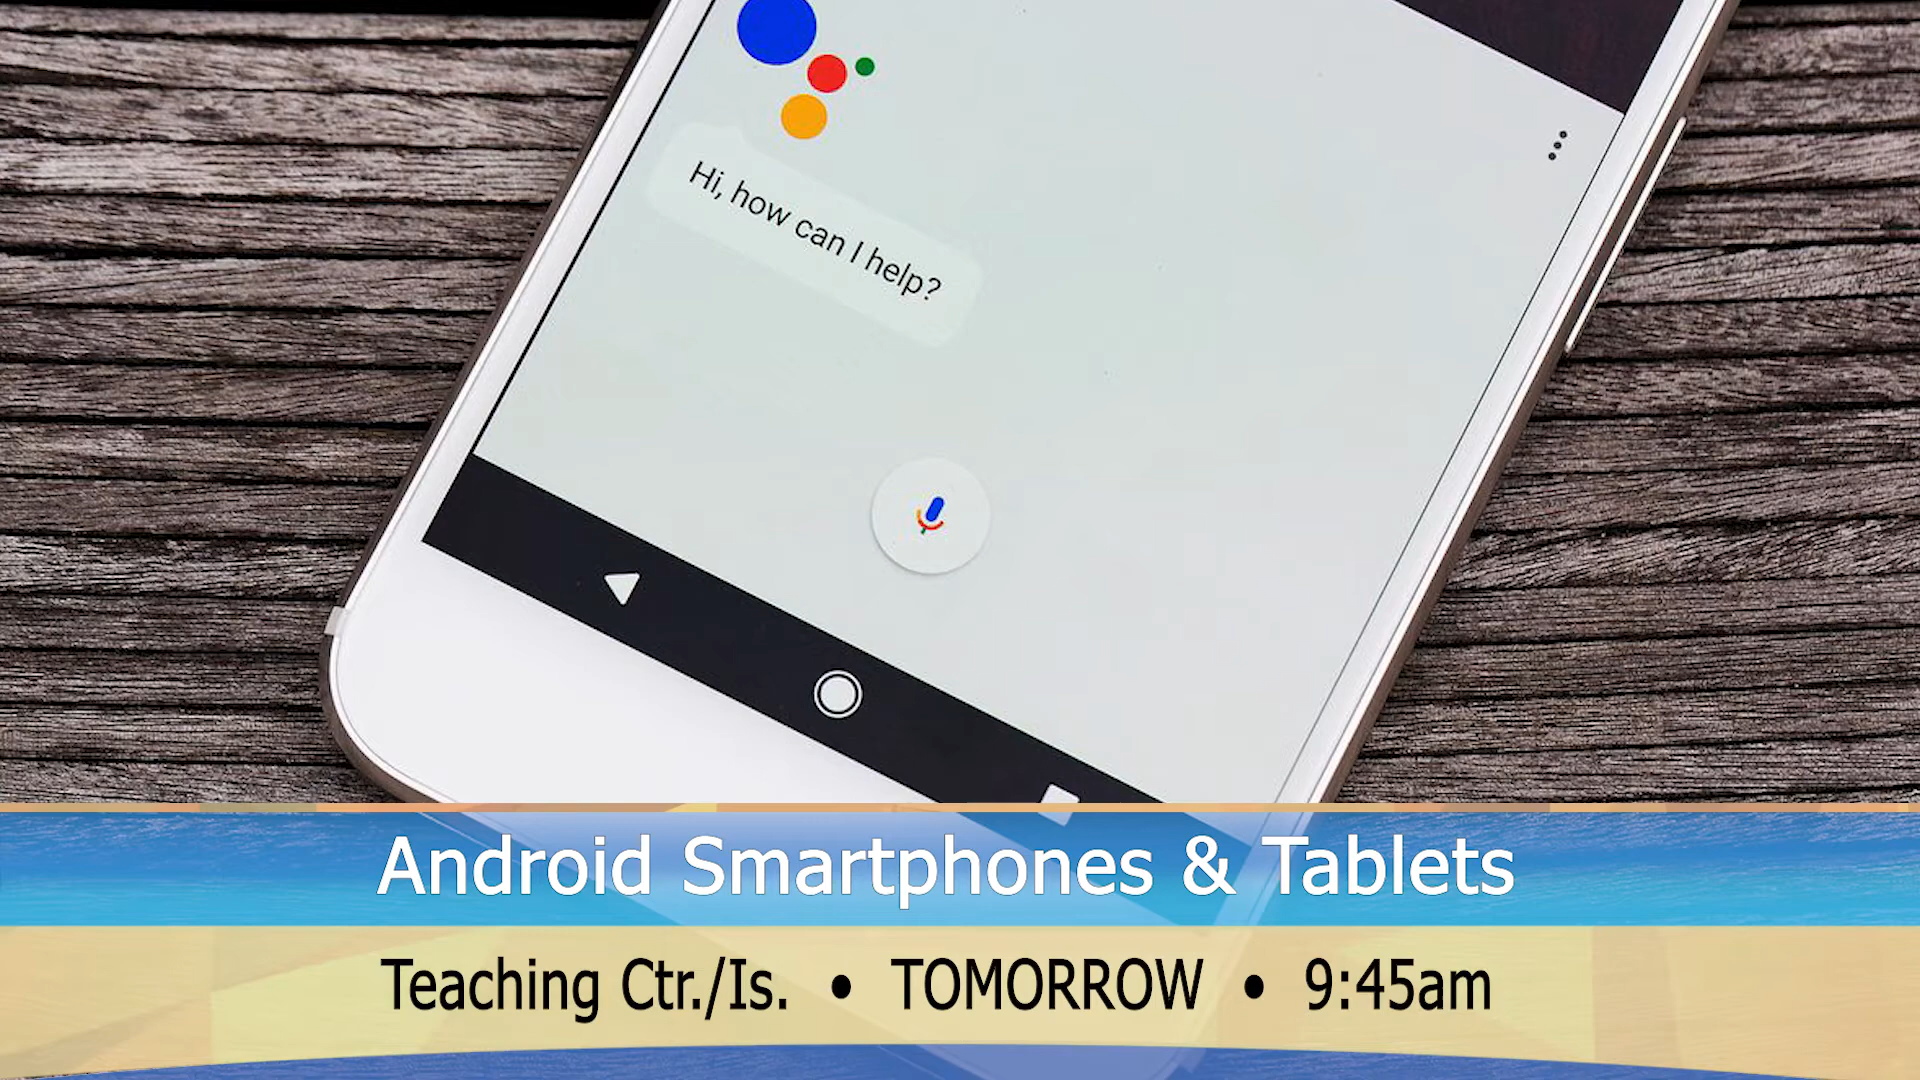 Hi, how can I help?
Android Smartphones & Tablets
Teaching Ctr./Is. • TOMORROW • 9:45am